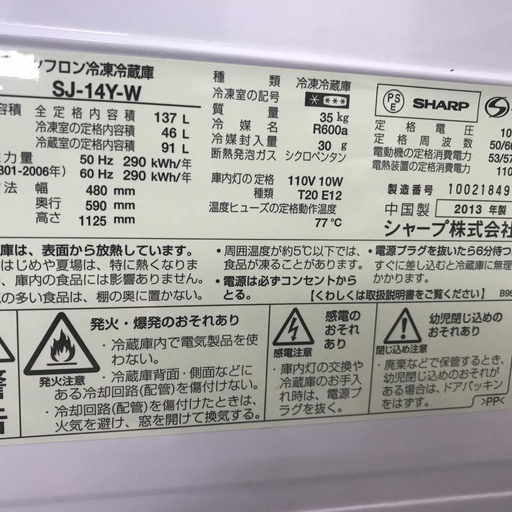 ンフロン冷凍冷蔵庫
SJ-14Y-W
容積 全定格内容積 137 L
冷凍室の定格内容積 46 L
冷蔵室の定格内容積 91 L
力量 50 Hz 290 kWh/年
801-2006年) 60 Hz 290 kWh/年
幅 480 mm
奥行 590 mm
高さ 1125 mm
種類 冷凍冷蔵庫
冷凍室の記号
質量 35 kg
冷媒名 R600a
冷媒封入量 30 g
断熱発泡ガス シクロペンタン
庫内灯の定格 110V 10W
T20 E12
温度ヒューズの定格動作温度
77℃
PS
E
SHARP
定格電圧 10
定格周波数 50/60
電動機の定格消費電力 53/57
電熱装置の定格消費電力 110
製造番号 10021849
中国製 2013 年製
シャープ株式会社
庫は、表面から放熱しています。
はじめや夏場は、特に熱くなりま
、庫内の食品には影響ありません。
の多い食品は、棚の奥に置かない。
・周囲温度が約5℃以下では、
食品が凍ることがあります。
・電源は必ずコンセントから
とる。
・電源プラグを抜いたら6分待つ
すぐに差し込むと冷蔵庫に無理
かかります。
【くわしくは取扱説明書をご覧ください】
発火・爆発のおそれあり
発火注意
・冷蔵庫内で電気製品を使
わない。
・冷蔵庫背面・側面などに
ある冷却回路(配管)を傷付けない。
・冷却回路(配管)を傷付けたときは、
火気を避け、窓を開けて換気する。
感電の
おそれあり
感電注意
・庫内灯の交換や
冷蔵庫のお手入
れ時は、電源プ
ラグを抜く。
幼児閉じ込めの
おそれあり
閉じ込め注意
・廃棄などで保管するとき、
幼児閉じ込めのおそれが
ある場合は、ドアパッキン
をはずす。
>PP<